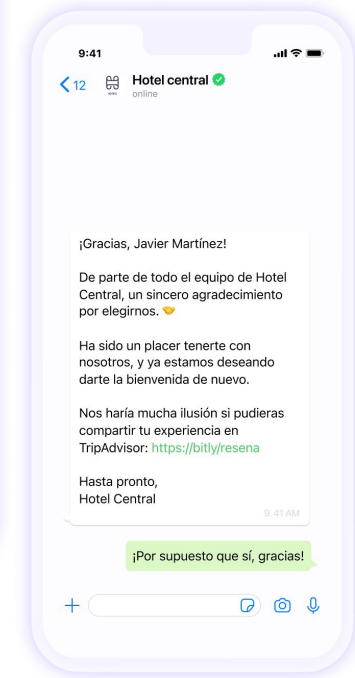 9:41
12
Hotel central
online
¡Gracias, Javier Martínez!
De parte de todo el equipo de Hotel
Central, un sincero agradecimiento
por elegirnos. 🤝
Ha sido un placer tenerte con
nosotros, y ya estamos deseando
darte la bienvenida de nuevo.
Nos haría mucha ilusión si pudieras
compartir tu experiencia en
TripAdvisor: https://bitly/resena
Hasta pronto,
Hotel Central
9.41 AM
¡Por supuesto que sí, gracias!